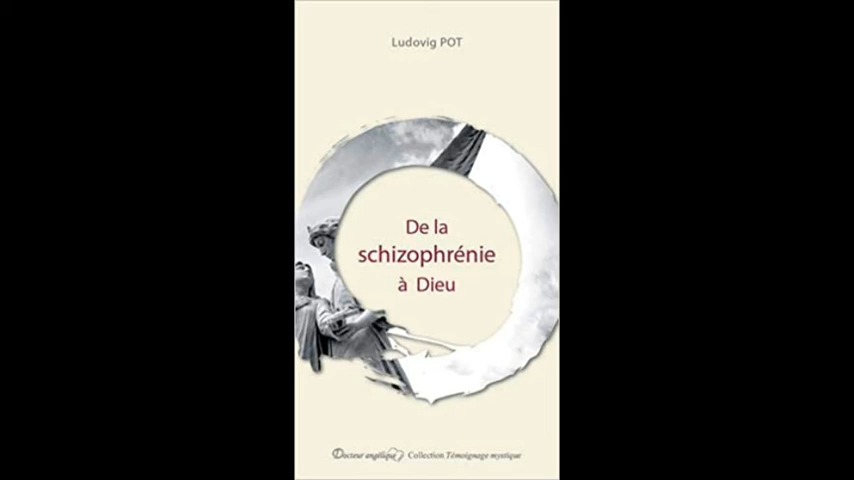 Ludovig POT
De la
schizophrénie
à Dieu
Docteur angélique Collection Témoignage mystique